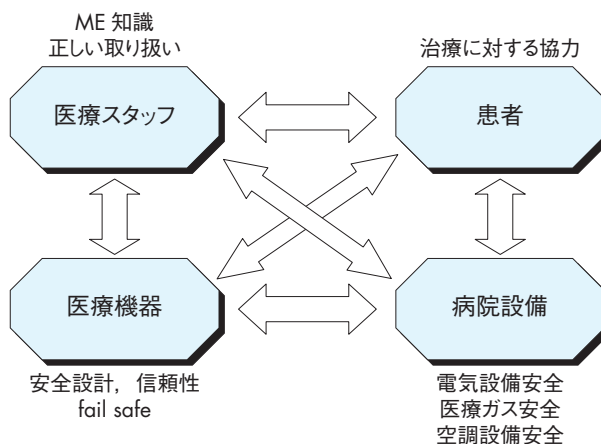 ME 知識
正しい取り扱い
治療に対する協力
医療スタッフ
患者
医療機器
病院設備
安全設計，信頼性
fail safe
電気設備安全
医療ガス安全
空調設備安全